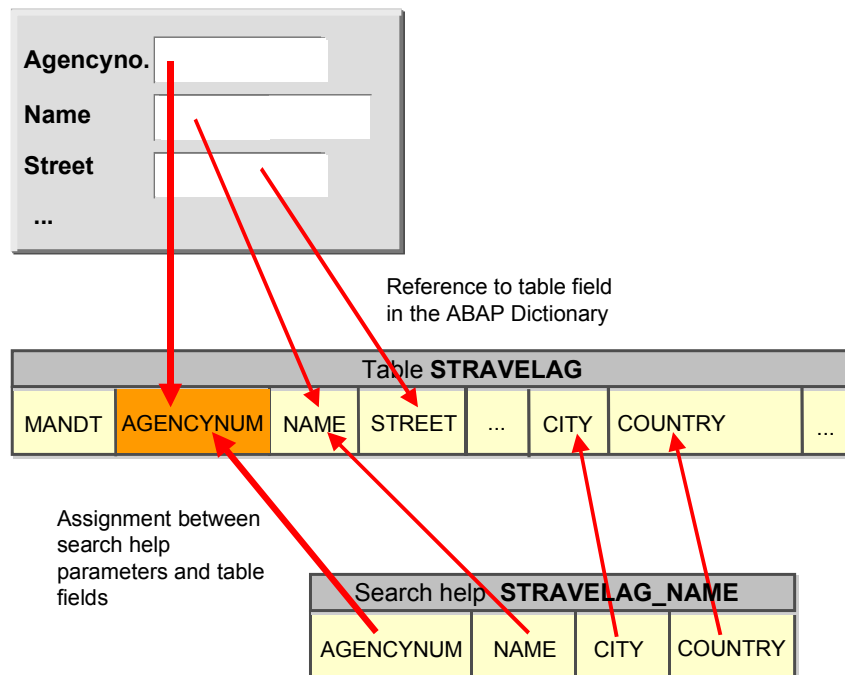 Agencyno.
Name
Street
...
Reference to table field
in the ABAP Dictionary
Table STRAVELAG
MANDT AGENCYNUM NAME STREET ... CITY COUNTRY ...
Assignment between
search help
parameters and table
fields
Search help STRAVELAG_NAME
AGENCYNUM NAME CITY COUNTRY